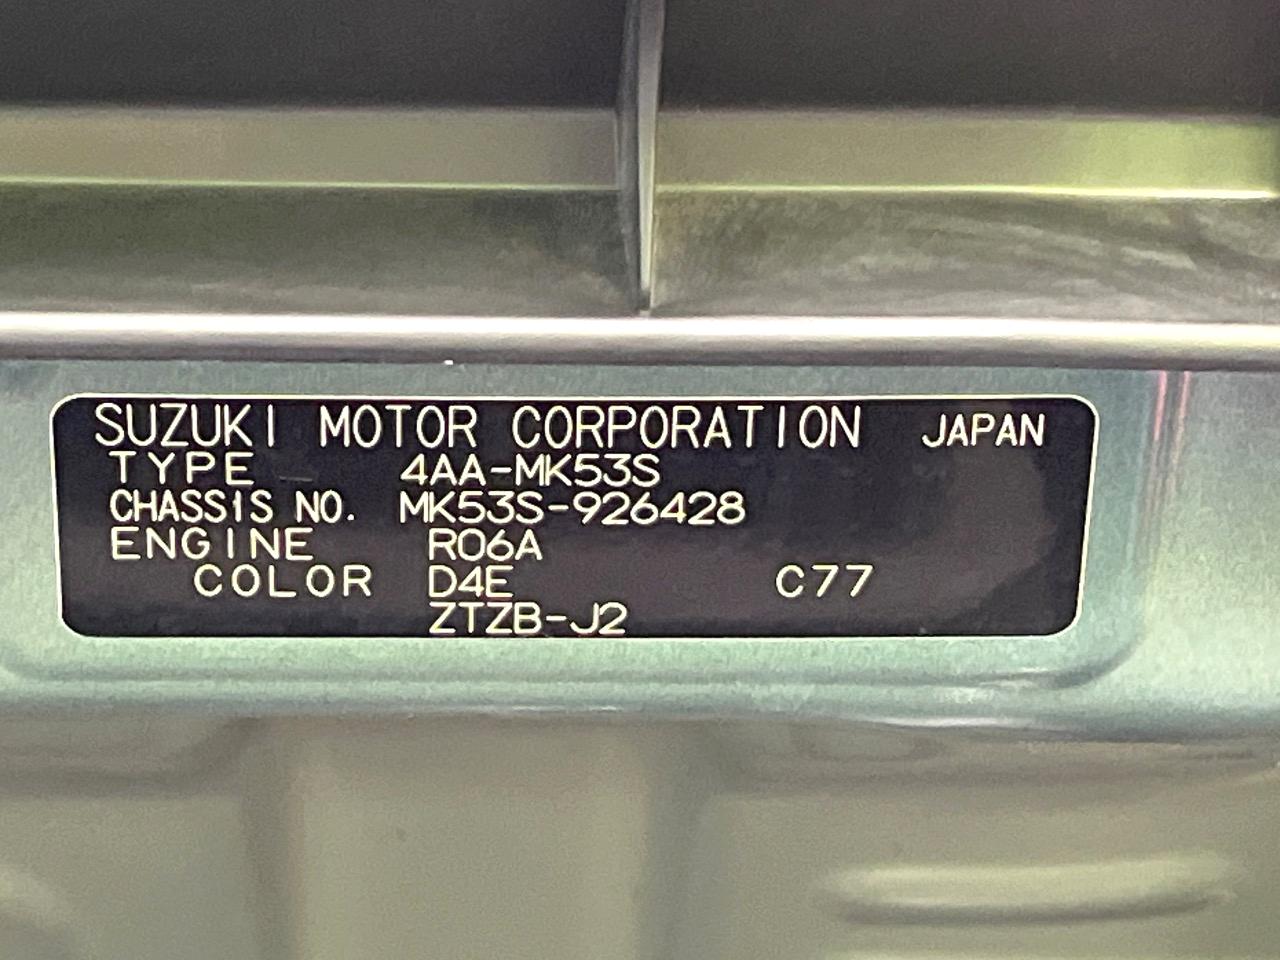 SUZUKI MOTOR CORPORATION JAPAN
TYPE 4AA-MK53S
CHASSIS NO. MK53S-926428
ENGINE R06A
COLOR D4E C77
ZTZB-J2